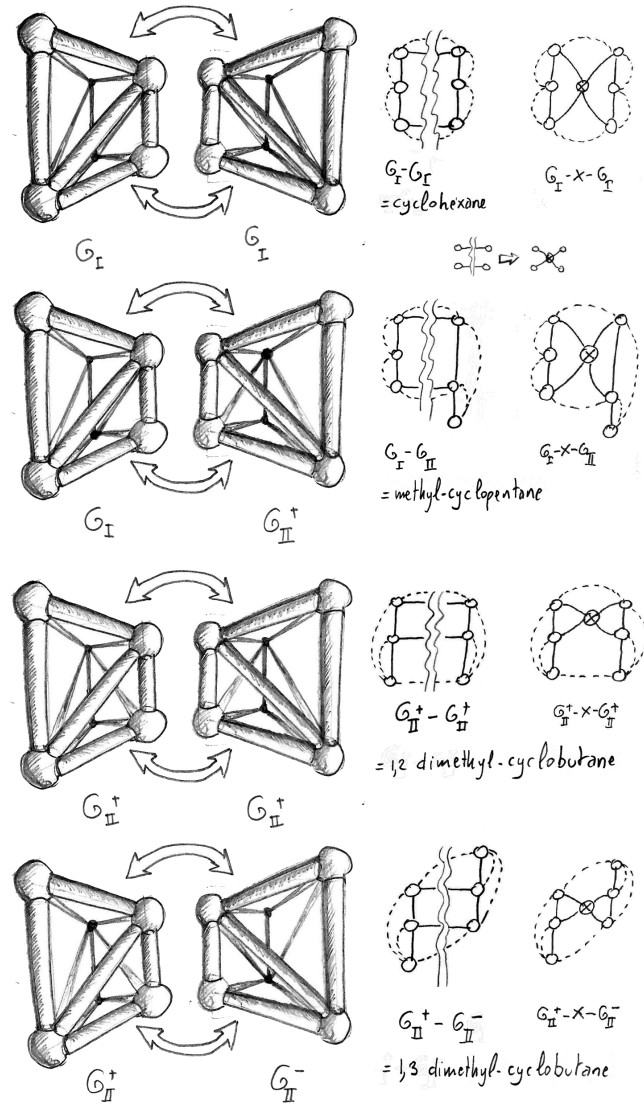 G_I G_I
G_I-G_I
= cyclohexane
G_I-x-G_I
G_I G_II^+
G_I-G_II
= methyl-cyclopentane
G_I-x-G_II
G_II^+ G_II^+
G_II^+-G_II^+
= 1,2 dimethyl-cyclobutane
G_II^+-x-G_II^+
G_II^+ G_II^-
G_II^+-G_II^-
= 1,3 dimethyl-cyclobutane
G_II^+-x-G_II^-